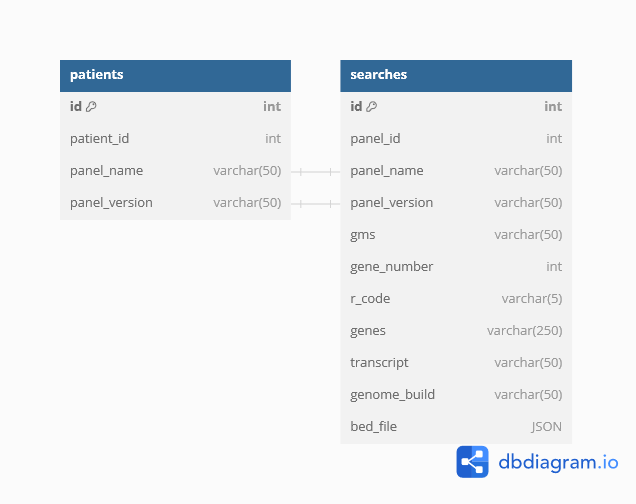 patients
id int
patient_id int
panel_name varchar(50)
panel_version varchar(50)
searches
id int
panel_id int
panel_name varchar(50)
panel_version varchar(50)
gms varchar(50)
gene_number int
r_code varchar(5)
genes varchar(250)
transcript varchar(50)
genome_build varchar(50)
bed_file JSON
dbdiagram.io